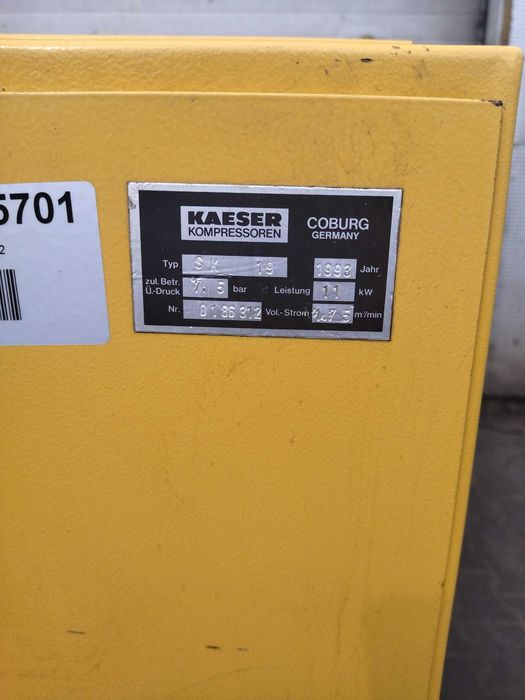 5701
2
KAESER
KOMPRESSOREN
COBURG
GERMANY
Typ SK 19 1993 Jahr
zul. Betr.
Ü.-Druck 7.5 bar Leistung 11 kW
Nr. 0186312 Vol.-Strom 1.75 m³/min